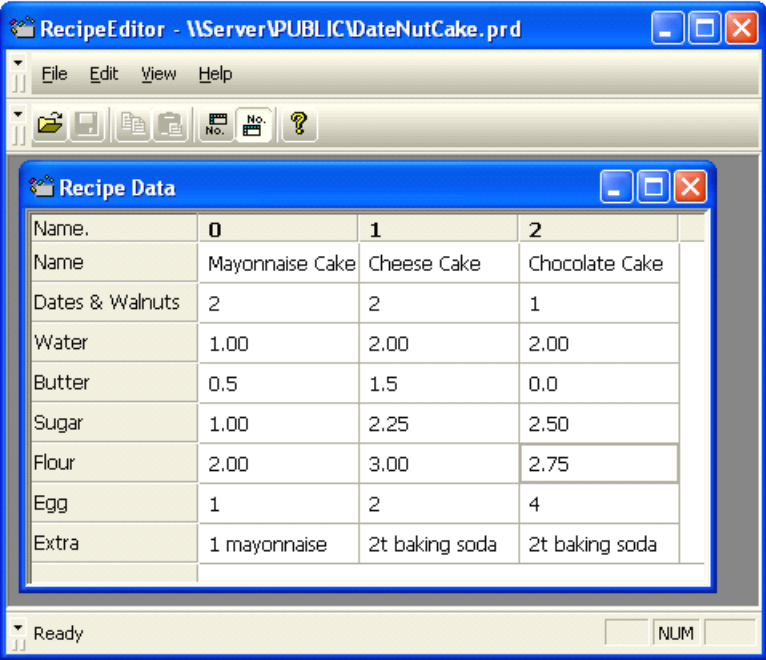 RecipeEditor - \\Server\PUBLIC\DateNutCake.prd
File Edit View Help
No. No. ?
Recipe Data
Name. 0 1 2
Name Mayonnaise Cake Cheese Cake Chocolate Cake
Dates & Walnuts 2 2 1
Water 1.00 2.00 2.00
Butter 0.5 1.5 0.0
Sugar 1.00 2.25 2.50
Flour 2.00 3.00 2.75
Egg 1 2 4
Extra 1 mayonnaise 2t baking soda 2t baking soda
Ready NUM